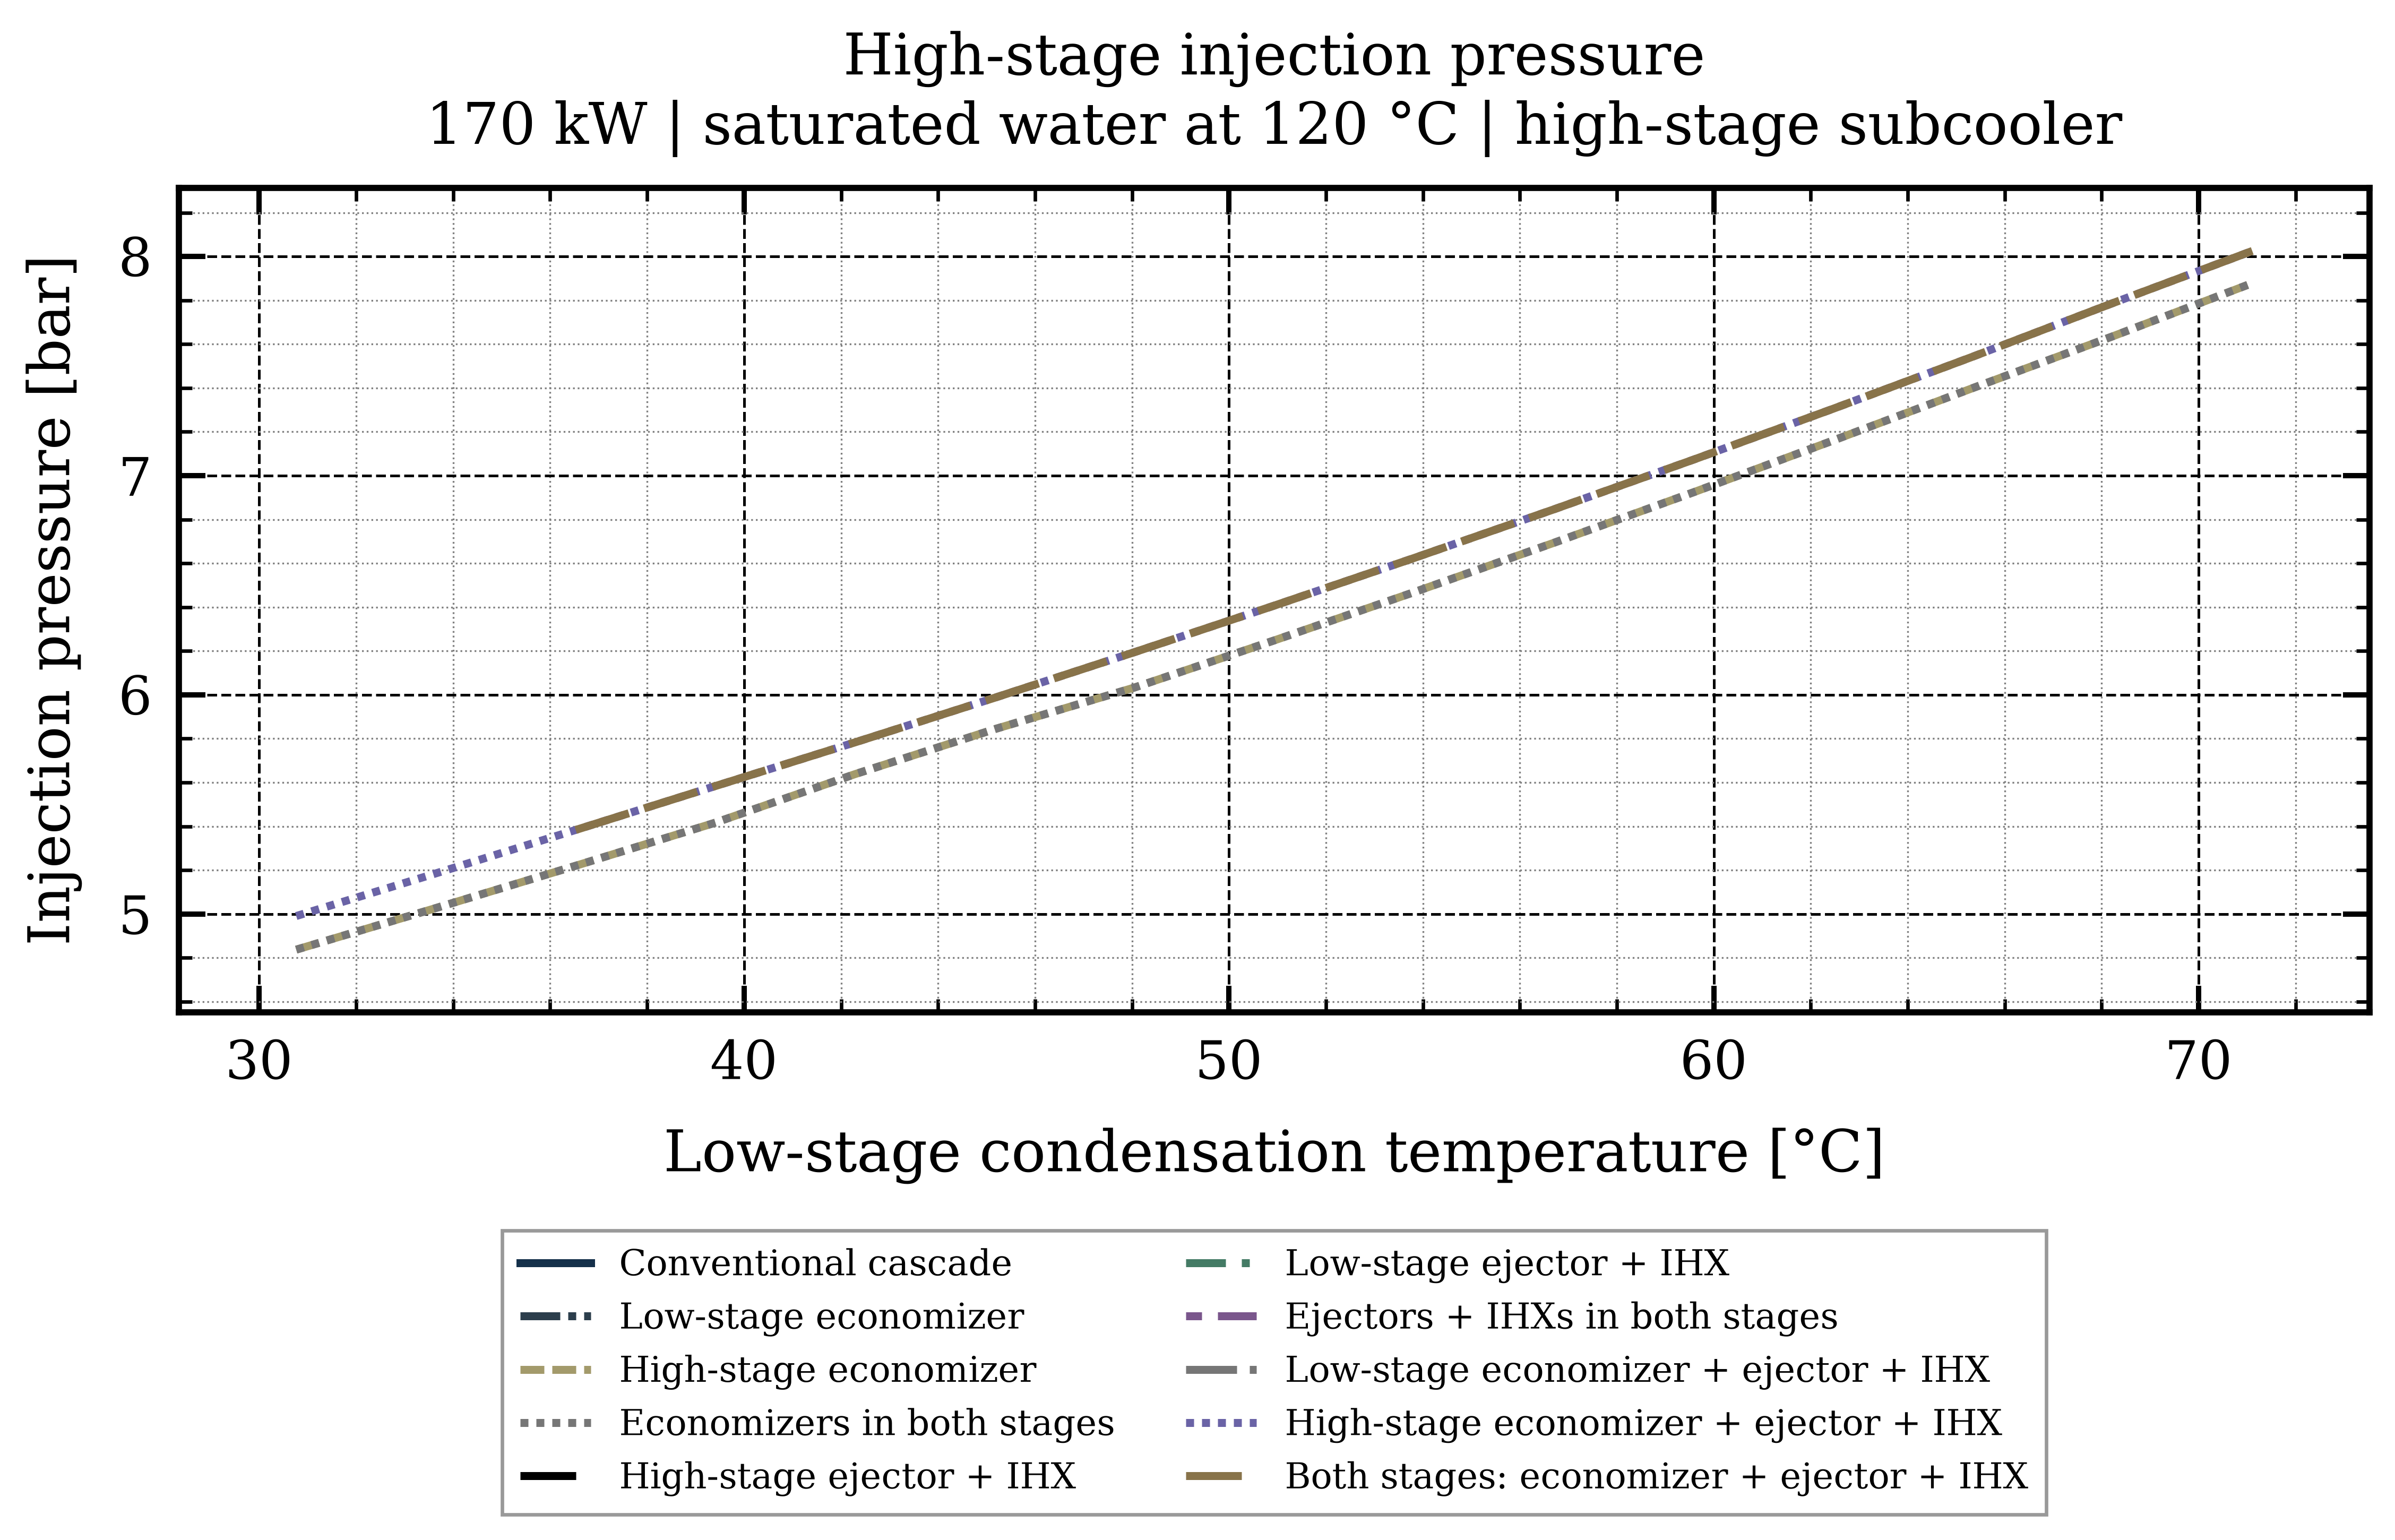 High-stage injection pressure
170 kW | saturated water at 120 °C | high-stage subcooler
Injection pressure [bar]
8
7
6
5
30 40 50 60 70
Low-stage condensation temperature [°C]
Conventional cascade
Low-stage economizer
High-stage economizer
Economizers in both stages
High-stage ejector + IHX
Low-stage ejector + IHX
Ejectors + IHXs in both stages
Low-stage economizer + ejector + IHX
High-stage economizer + ejector + IHX
Both stages: economizer + ejector + IHX